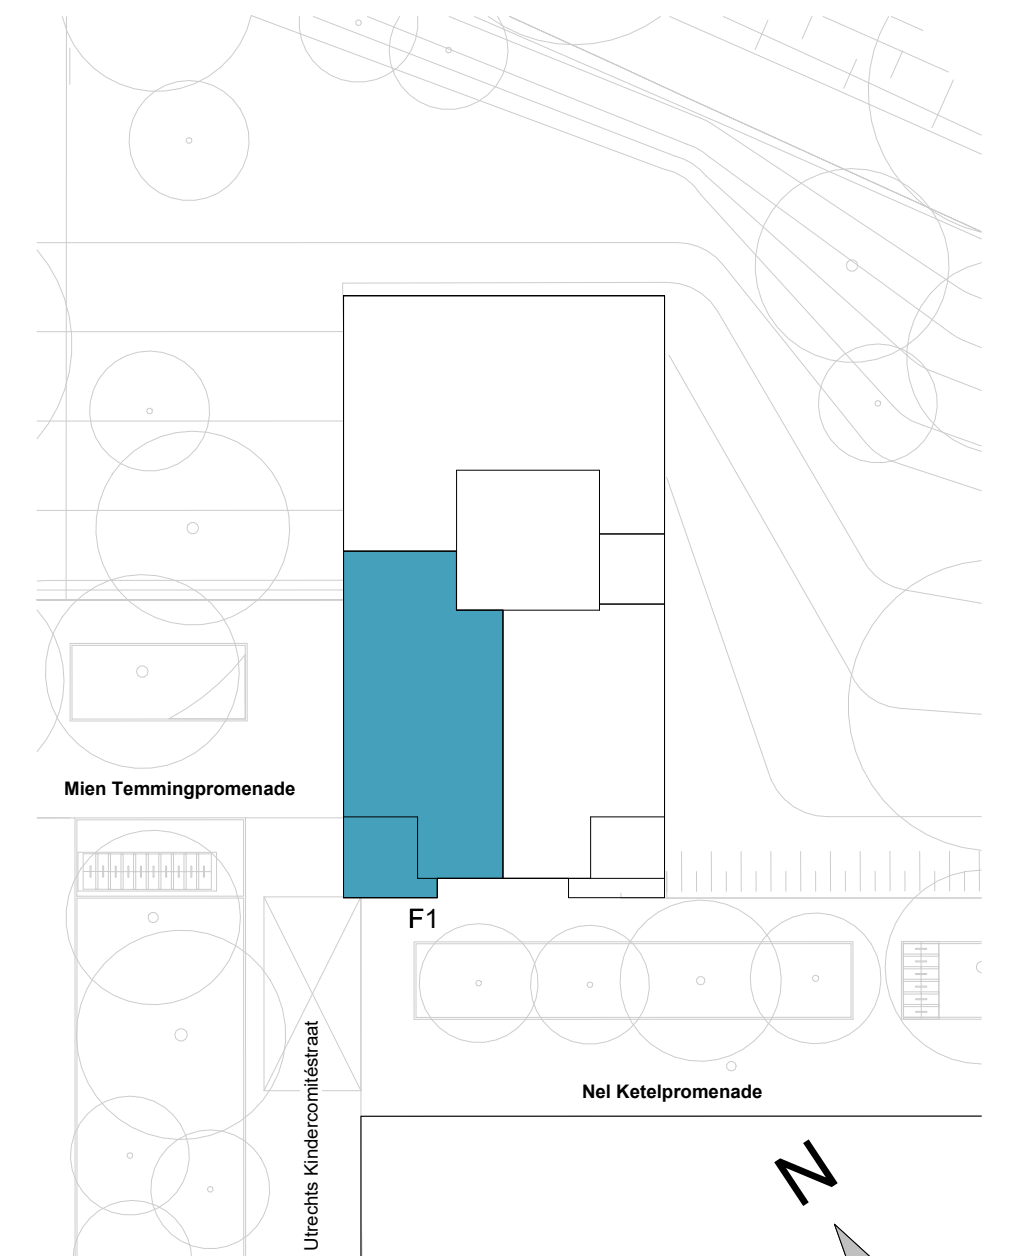 Mien Temmingpromenade
F1
Utrechts Kindercomitéstraat
Nel Ketelpromenade
N